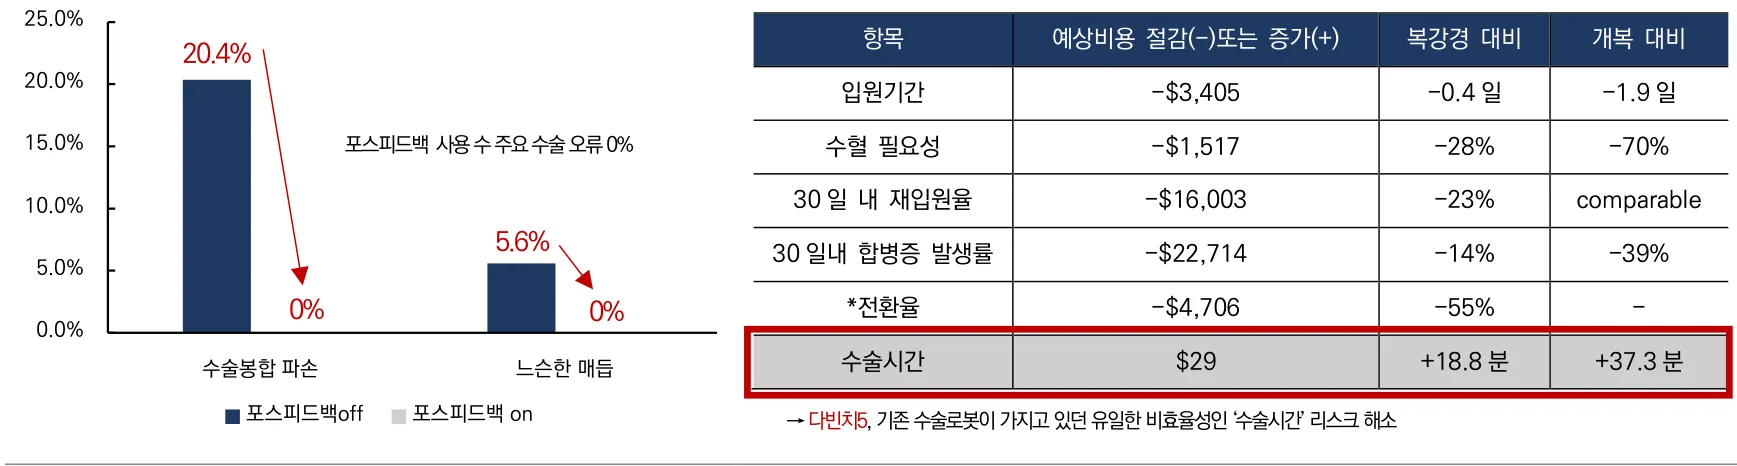 25.0%
20.0%
15.0%
10.0%
5.0%
0.0%
20.4%
0%
5.6%
0%
포스피드백 사용 수 주요 수술 오류 0%
수술봉합 파손
느슨한 매듭
포스피드백off
포스피드백 on
항목 예상비용 절감(-)또는 증가(+) 복강경 대비 개복 대비
입원기간 -$3,405 -0.4 일 -1.9 일
수혈 필요성 -$1,517 -28% -70%
30 일 내 재입원율 -$16,003 -23% comparable
30 일내 합병증 발생률 -$22,714 -14% -39%
*전환율 -$4,706 -55% -
수술시간 $29 +18.8 분 +37.3 분
→ 다빈치5, 기존 수술로봇이 가지고 있던 유일한 비효율성인 ‘수술시간’ 리스크 해소